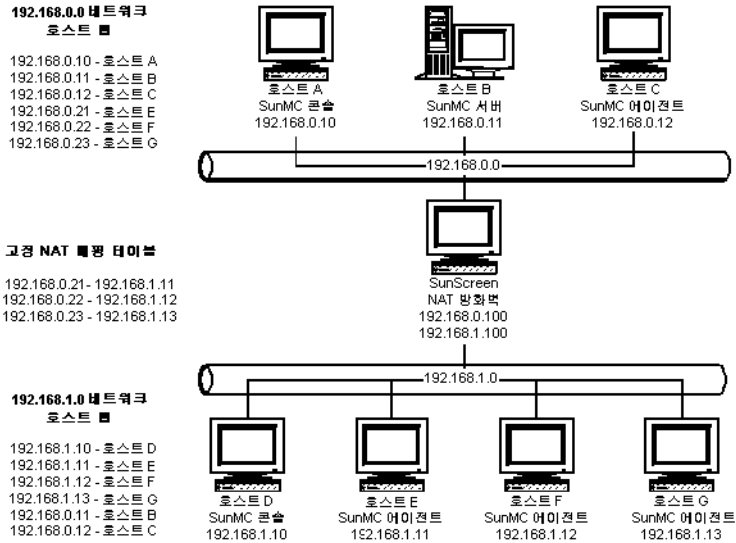 192.168.0.0 네트워크
호스트 맵
192.168.0.10 - 호스트 A
192.168.0.11 - 호스트 B
192.168.0.12 - 호스트 C
192.168.0.21 - 호스트 E
192.168.0.22 - 호스트 F
192.168.0.23 - 호스트 G
호스트 A
SunMC 콘솔
192.168.0.10
호스트 B
SunMC 서버
192.168.0.11
호스트 C
SunMC 에이전트
192.168.0.12
192.168.0.0
고정 NAT 매핑 테이블
192.168.0.21 - 192.168.1.11
192.168.0.22 - 192.168.1.12
192.168.0.23 - 192.168.1.13
SunScreen
NAT 방화벽
192.168.0.100
192.168.1.100
192.168.1.0
192.168.1.0 네트워크
호스트 맵
192.168.1.10 - 호스트 D
192.168.1.11 - 호스트 E
192.168.1.12 - 호스트 F
192.168.1.13 - 호스트 G
192.168.0.11 - 호스트 B
192.168.0.12 - 호스트 C
호스트 D
SunMC 콘솔
192.168.1.10
호스트 E
SunMC 에이전트
192.168.1.11
호스트 F
SunMC 에이전트
192.168.1.12
호스트 G
SunMC 에이전트
192.168.1.13